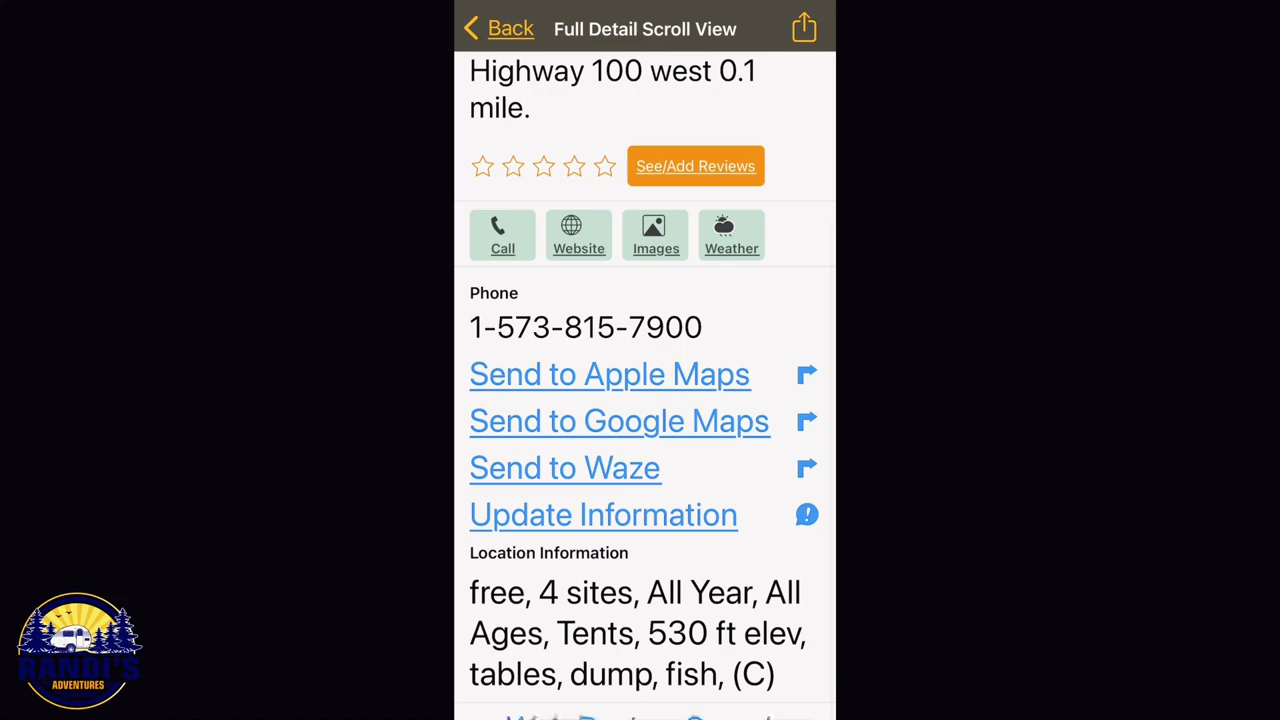 Back
Full Detail Scroll View
Highway 100 west 0.1
mile.
See/Add Reviews
Call
Website
Images
Weather
Phone
1-573-815-7900
Send to Apple Maps
Send to Google Maps
Send to Waze
Update Information
Location Information
free, 4 sites, All Year, All
Ages, Tents, 530 ft elev,
tables, dump, fish, (C)
RANDI'S
ADVENTURES